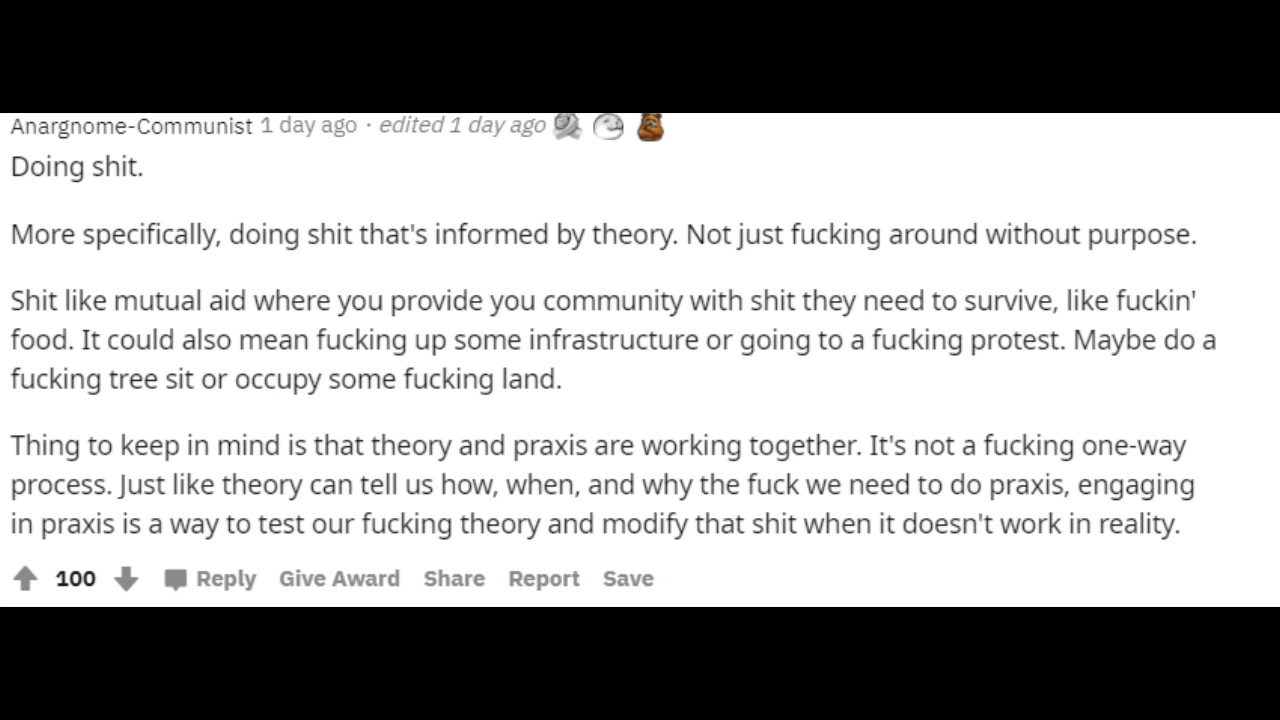 Anargnome-Communist 1 day ago · edited 1 day ago
Doing shit.
More specifically, doing shit that's informed by theory. Not just fucking around without purpose.
Shit like mutual aid where you provide you community with shit they need to survive, like fuckin'
food. It could also mean fucking up some infrastructure or going to a fucking protest. Maybe do a
fucking tree sit or occupy some fucking land.
Thing to keep in mind is that theory and praxis are working together. It's not a fucking one-way
process. Just like theory can tell us how, when, and why the fuck we need to do praxis, engaging
in praxis is a way to test our fucking theory and modify that shit when it doesn't work in reality.
100 Reply Give Award Share Report Save